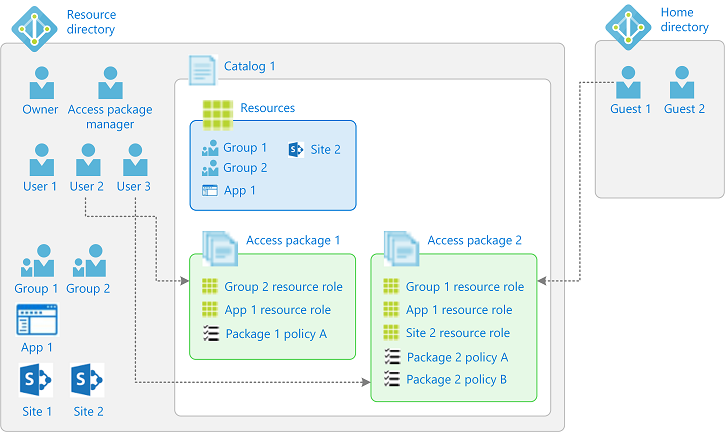 Resource
directory
Home
directory
Catalog 1
Owner
Access package
manager
Guest 1
Guest 2
Resources
Group 1
Site 2
Group 2
App 1
User 1
User 2
User 3
Access package 1
Access package 2
Group 2 resource role
App 1 resource role
Package 1 policy A
Group 1 resource role
App 1 resource role
Site 2 resource role
Package 2 policy A
Package 2 policy B
Group 1
Group 2
App 1
S
S
S
Site 1
Site 2